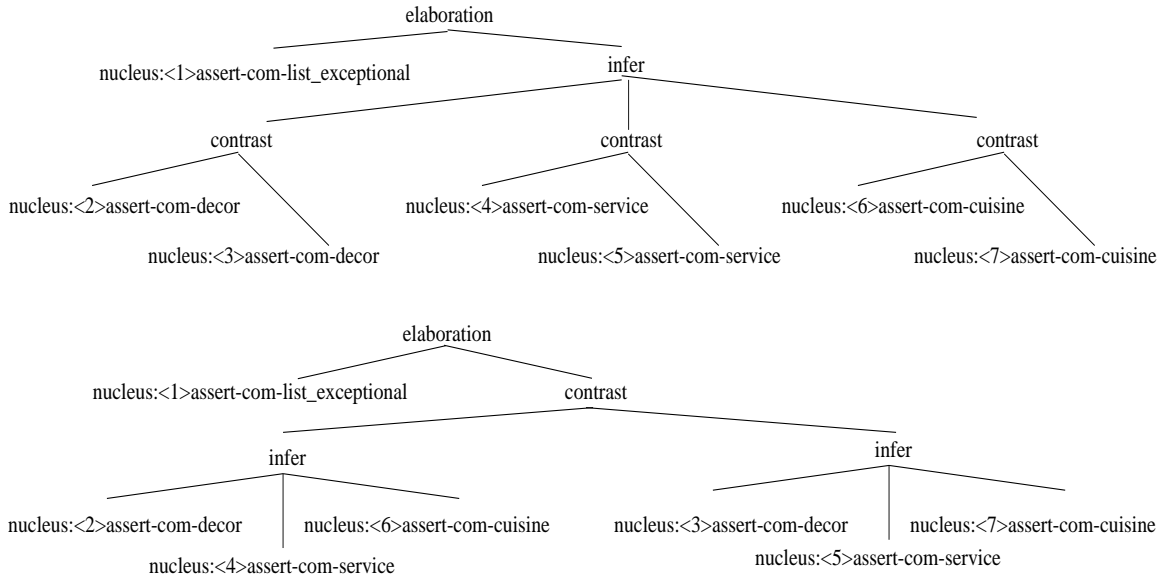 elaboration
nucleus:<1>assert-com-list_exceptional
infer
contrast
contrast
contrast
nucleus:<2>assert-com-decor
nucleus:<4>assert-com-service
nucleus:<6>assert-com-cuisine
nucleus:<3>assert-com-decor
nucleus:<5>assert-com-service
nucleus:<7>assert-com-cuisine
elaboration
nucleus:<1>assert-com-list_exceptional
contrast
infer
infer
nucleus:<2>assert-com-decor
nucleus:<6>assert-com-cuisine
nucleus:<3>assert-com-decor
nucleus:<7>assert-com-cuisine
nucleus:<4>assert-com-service
nucleus:<5>assert-com-service